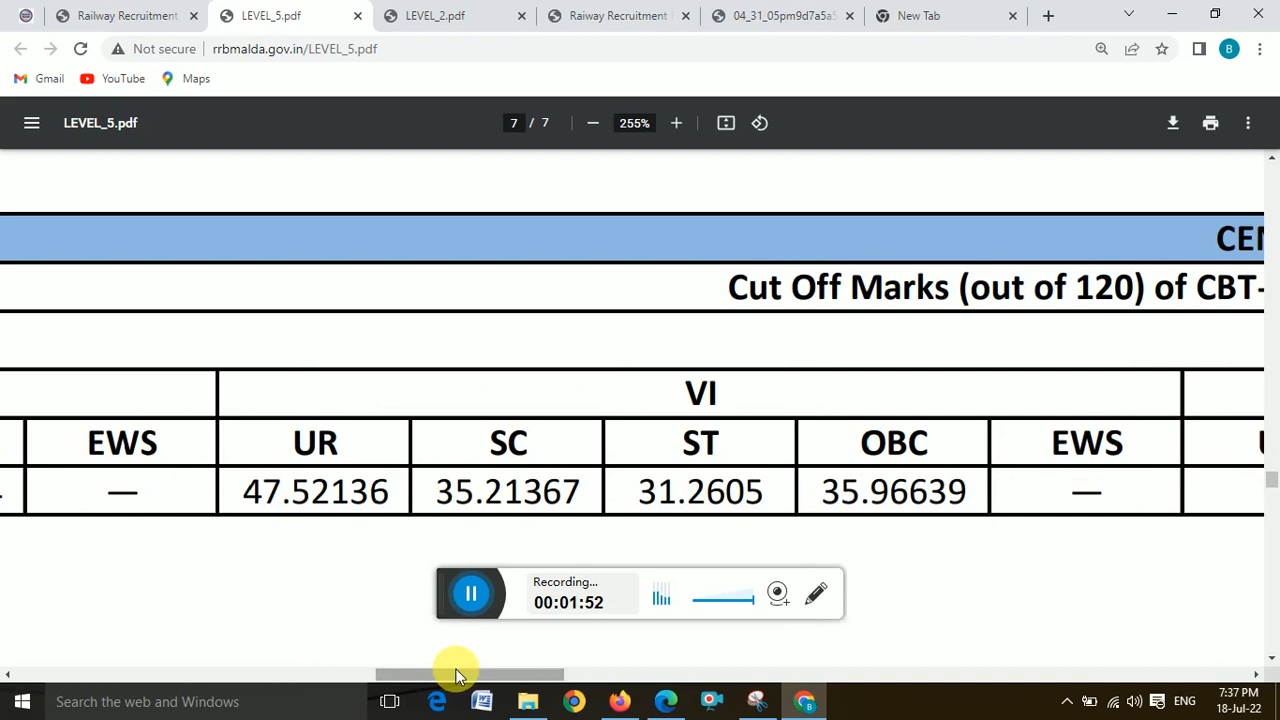 Railway Recruitment
LEVEL_5.pdf
LEVEL_2.pdf
Raiway Recruitment
04_31_05pm9d7a5a5
New Tab
Not secure
rrbmalda.gov.in/LEVEL_5.pdf
B
Gmail
YouTube
Maps
LEVEL_5.pdf
7 / 7
255%
CEN
Cut Off Marks (out of 120) of CBT-
VI
EWS UR SC ST OBC EWS
— 47.52136 35.21367 31.2605 35.96639 —
Recording...
00:01:52
Search the web and Windows
ENG
7:37 PM
18-Jul-22